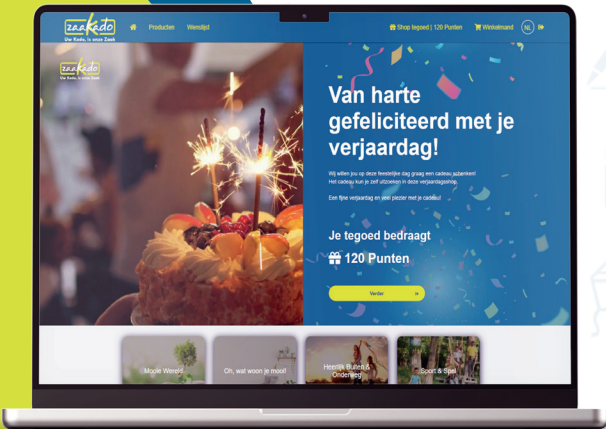 zaakado
Uw Kado, is onze Zaak
Producten
Wenslijst
Shop tegoed | 120 Punten
Winkelmand
NL
zaakado
Uw Kado, is onze Zaak
Van harte
gefeliciteerd met je
verjaardag!
Wij willen jou op deze feestelijke dag graag een cadeau schenken!
Het cadeau kun je zelf uitzoeken in deze verjaardagsshop.
Een fijne verjaardag en veel plezier met je cadeau!
Je tegoed bedraagt
120 Punten
Verder
Mooie Wereld
Oh, wat woon je mooi!
Heerlijk Buiten &
Onderweg
Sport & Spel